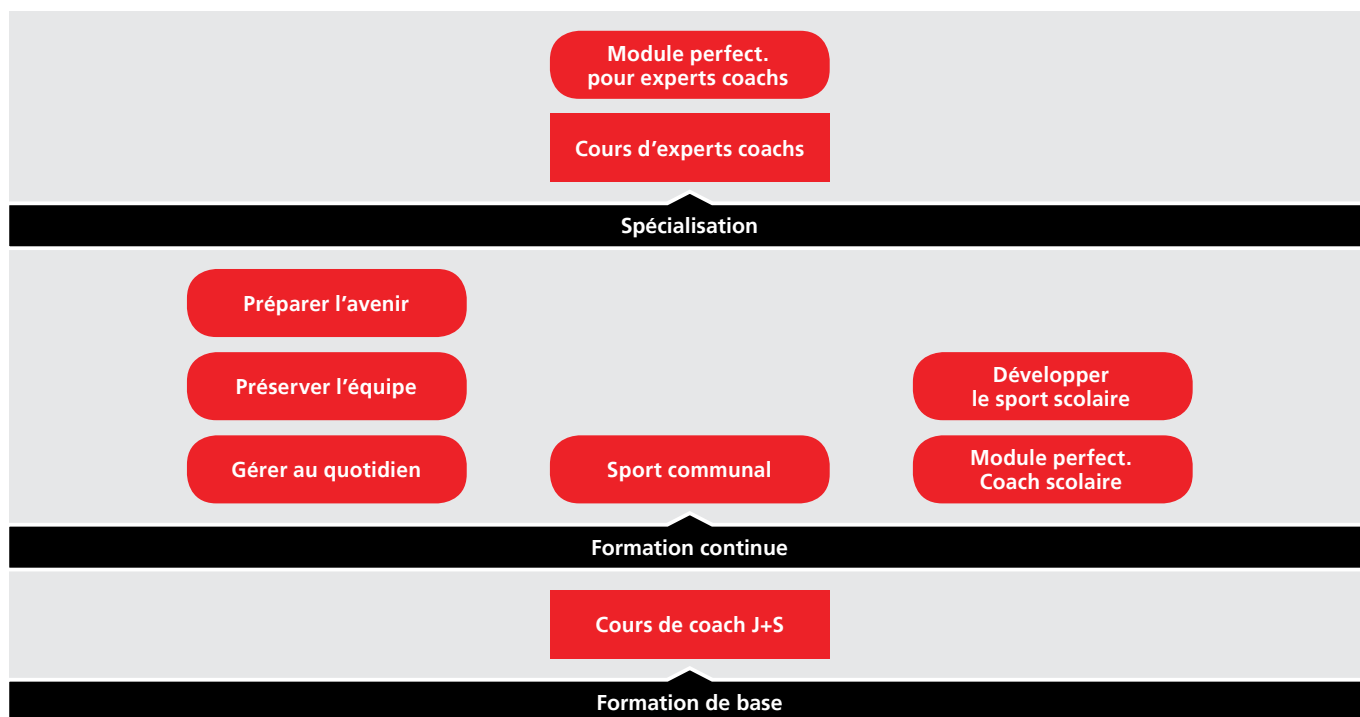 Module perfect.
pour experts coachs
Cours d’experts coachs
Spécialisation
Préparer l’avenir
Préserver l’équipe
Développer
le sport scolaire
Gérer au quotidien
Sport communal
Module perfect.
Coach scolaire
Formation continue
Cours de coach J+S
Formation de base